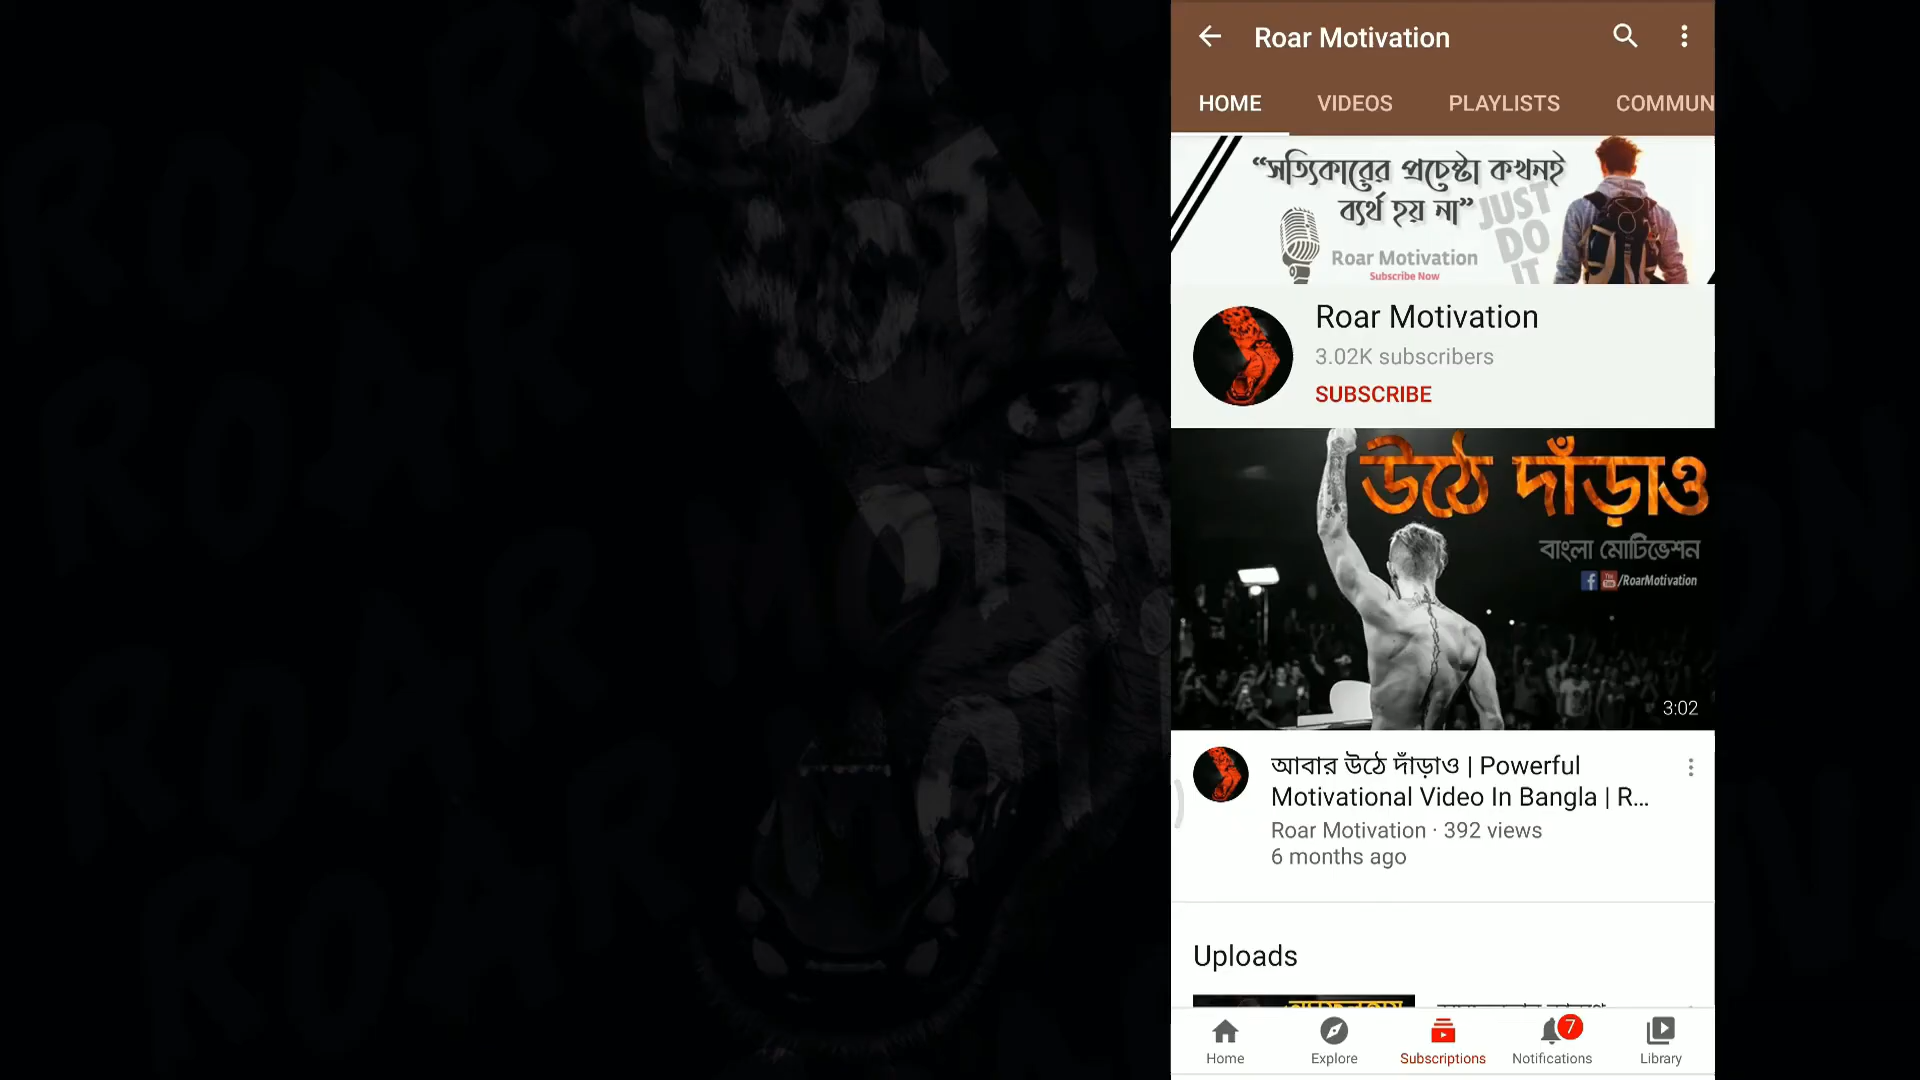 Roar Motivation
HOME VIDEOS PLAYLISTS COMMUN
“সত্যিকারের প্রচেষ্টা কখনই
ব্যর্থ হয় না”
JUST
DO
IT
Roar Motivation
Subscribe Now
Roar Motivation
3.02K subscribers
SUBSCRIBE
উঠে দাঁড়াও
বাংলা মোটিভেশন
/RoarMotivation
3:02
আবার উঠে দাঁড়াও | Powerful
Motivational Video In Bangla | R...
Roar Motivation · 392 views
6 months ago
Uploads
7
Home Explore Subscriptions Notifications Library